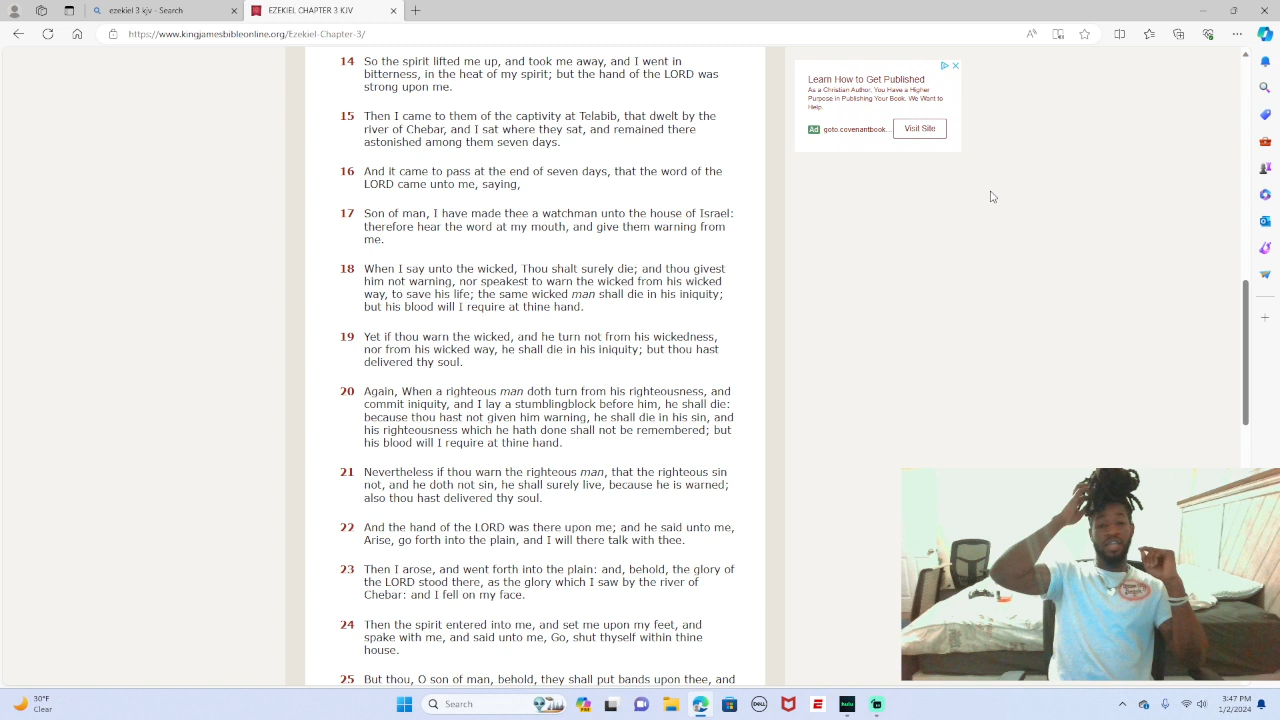 ezekiel 3 kjv - Search
EZEKIEL CHAPTER 3 KJV
https://www.kingjamesbibleonline.org/Ezekiel-Chapter-3/
14 So the spirit lifted me up, and took me away, and I went in
bitterness, in the heat of my spirit; but the hand of the LORD was
strong upon me.
15 Then I came to them of the captivity at Telabib, that dwelt by the
river of Chebar, and I sat where they sat, and remained there
astonished among them seven days.
16 And it came to pass at the end of seven days, that the word of the
LORD came unto me, saying,
17 Son of man, I have made thee a watchman unto the house of Israel:
therefore hear the word at my mouth, and give them warning from
me.
18 When I say unto the wicked, Thou shalt surely die; and thou givest
him not warning, nor speakest to warn the wicked from his wicked
way, to save his life; the same wicked man shall die in his iniquity;
but his blood will I require at thine hand.
19 Yet if thou warn the wicked, and he turn not from his wickedness,
nor from his wicked way, he shall die in his iniquity; but thou hast
delivered thy soul.
20 Again, When a righteous man doth turn from his righteousness, and
commit iniquity, and I lay a stumblingblock before him, he shall die:
because thou hast not given him warning, he shall die in his sin, and
his righteousness which he hath done shall not be remembered; but
his blood will I require at thine hand.
21 Nevertheless if thou warn the righteous man, that the righteous sin
not, and he doth not sin, he shall surely live, because he is warned;
also thou hast delivered thy soul.
22 And the hand of the LORD was there upon me; and he said unto me,
Arise, go forth into the plain, and I will there talk with thee.
23 Then I arose, and went forth into the plain: and, behold, the glory of
the LORD stood there, as the glory which I saw by the river of
Chebar: and I fell on my face.
24 Then the spirit entered into me, and set me upon my feet, and
spake with me, and said unto me, Go, shut thyself within thine
house.
25 But thou, O son of man, behold, they shall put bands upon thee, and
Learn How to Get Published
As a Christian Author, You Have a Higher
Purpose in Publishing Your Book. We Want to
Help.
Ad goto.covenantbook... Visit Site
30°F
Clear
Search
DELL
hulu
3:47 PM
1/2/2024